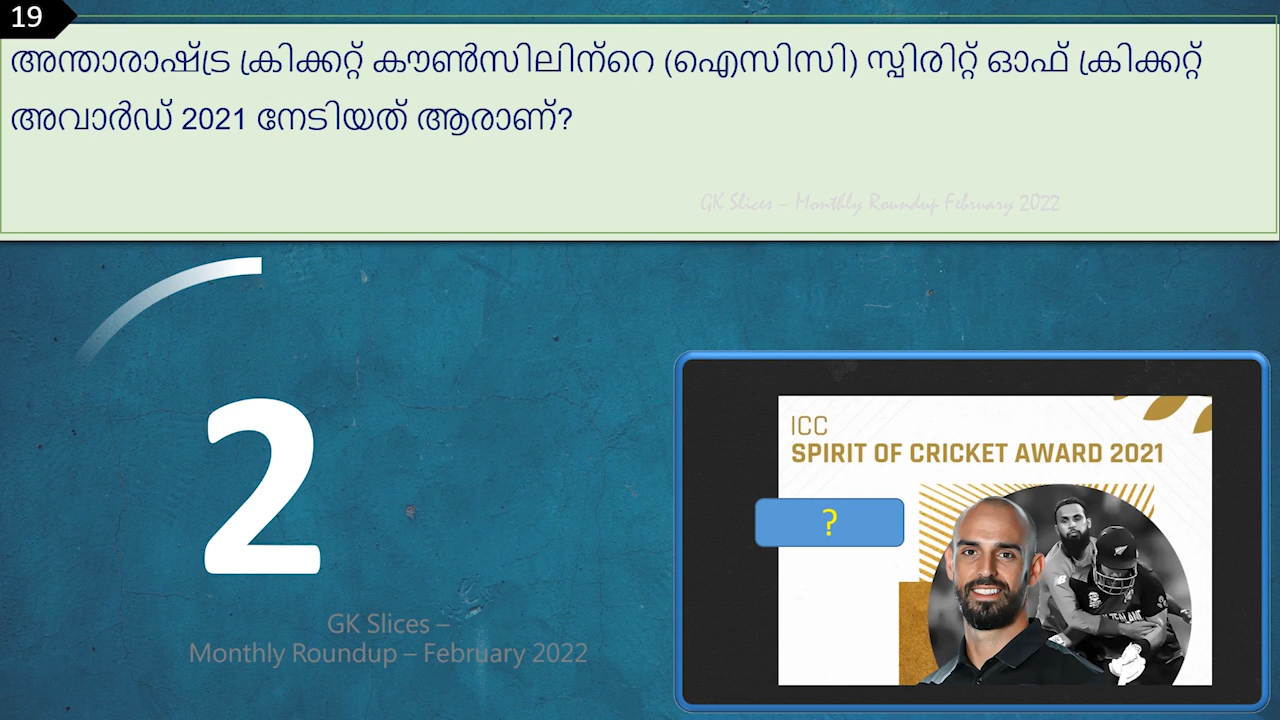 19
അന്താരാഷ്ട്ര ക്രിക്കറ്റ് കൗൺസിലിന്റെ (ഐസിസി) സ്പിരിറ്റ് ഓഫ് ക്രിക്കറ്റ്
അവാർഡ് 2021 നേടിയത് ആരാണ്?
GK Slices – Monthly Roundup February 2022
2
GK Slices –
Monthly Roundup – February 2022
ICC
SPIRIT OF CRICKET AWARD 2021
?